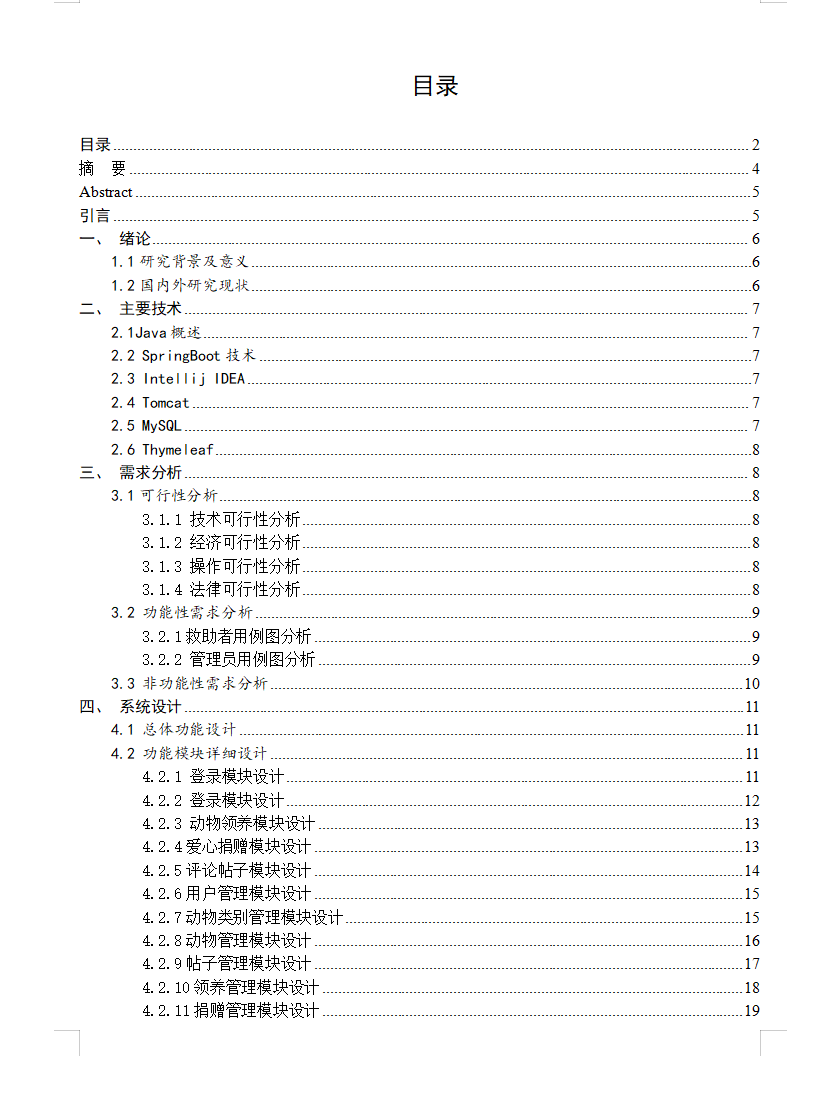 目录
目录 2
摘 要 4
Abstract 5
引言 5
一、 绪论 6
1.1 研究背景及意义 6
1.2 国内外研究现状 6
二、 主要技术 7
2.1Java 概述 7
2.2 SpringBoot 技术 7
2.3 Intellij IDEA 7
2.4 Tomcat 7
2.5 MySQL 7
2.6 Thymeleaf 8
三、 需求分析 8
3.1 可行性分析 8
3.1.1 技术可行性分析 8
3.1.2 经济可行性分析 8
3.1.3 操作可行性分析 8
3.1.4 法律可行性分析 8
3.2 功能性需求分析 9
3.2.1 救助者用例图分析 9
3.2.2 管理员用例图分析 9
3.3 非功能性需求分析 10
四、 系统设计 11
4.1 总体功能设计 11
4.2 功能模块详细设计 11
4.2.1 登录模块设计 11
4.2.2 登录模块设计 12
4.2.3 动物领养模块设计 13
4.2.4 爱心捐赠模块设计 13
4.2.5 评论帖子模块设计 14
4.2.6 用户管理模块设计 15
4.2.7 动物类别管理模块设计 15
4.2.8 动物管理模块设计 16
4.2.9 帖子管理模块设计 17
4.2.10 领养管理模块设计 18
4.2.11 捐赠管理模块设计 19